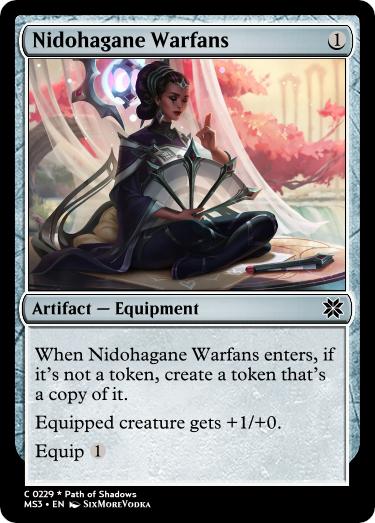 Nidohagane Warfans 1
Artifact — Equipment
When Nidohagane Warfans enters, if
it's not a token, create a token that's
a copy of it.
Equipped creature gets +1/+0.
Equip 1
C 0229 * Path of Shadows
MS3 • EN SixMoreVodka